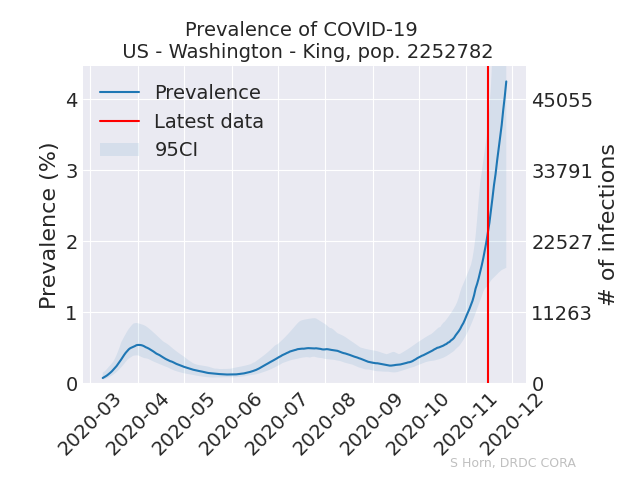 Prevalence of COVID-19
US - Washington - King, pop. 2252782
Prevalence
Latest data
95CI
Prevalence (%)
4
3
2
1
0
45055
33791
22527
11263
0
# of infections
2020-03
2020-04
2020-05
2020-06
2020-07
2020-08
2020-09
2020-10
2020-11
2020-12
S Horn, DRDC CORA